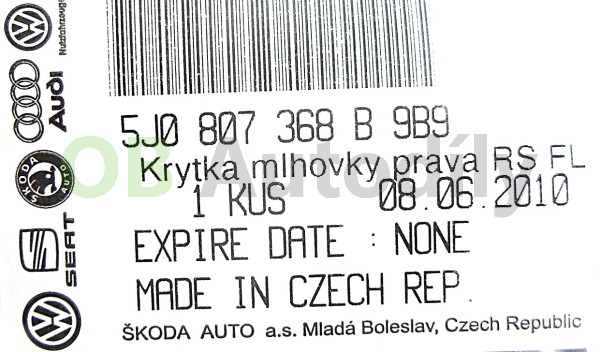 Nutzfahrzeuge
Audi
ŠKODA AUTO
SEAT
5J0 807 368 B 9B9
OB Autodíly
Krytka mlhovky prava RS FL
1 KUS 08.06.2010
EXPIRE DATE : NONE
MADE IN CZECH REP.
ŠKODA AUTO a.s. Mladá Boleslav, Czech Republic